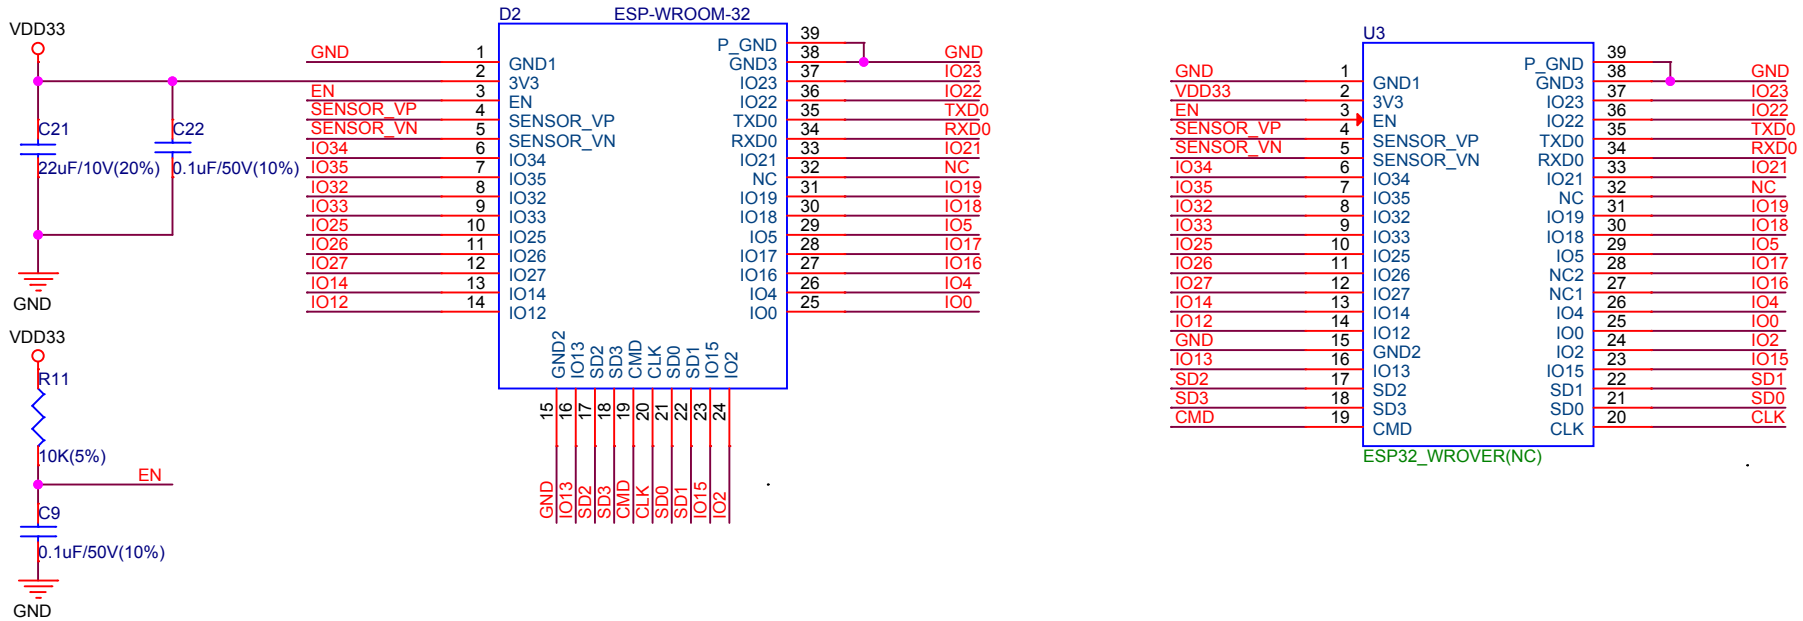 VDD33
C21
22uF/10V(20%)
C22
0.1uF/50V(10%)
GND
VDD33
R11
10K(5%)
EN
C9
0.1uF/50V(10%)
GND
D2 ESP-WROOM-32
GND 1 GND1
2 3V3
EN 3 EN
SENSOR_VP 4 SENSOR_VP
SENSOR_VN 5 SENSOR_VN
IO34 6 IO34
IO35 7 IO35
IO32 8 IO32
IO33 9 IO33
IO25 10 IO25
IO26 11 IO26
IO27 12 IO27
IO14 13 IO14
IO12 14 IO12
P_GND 39
GND3 38 GND
IO23 37 IO23
IO22 36 IO22
TXD0 35 TXD0
RXD0 34 RXD0
IO21 33 IO21
NC 32 NC
IO19 31 IO19
IO18 30 IO18
IO5 29 IO5
IO17 28 IO17
IO16 27 IO16
IO4 26 IO4
IO0 25 IO0
GND2 15 GND
IO13 16 IO13
SD2 17 SD2
SD3 18 SD3
CMD 19 CMD
CLK 20 CLK
SD0 21 SD0
SD1 22 SD1
IO15 23 IO15
IO2 24 IO2
U3
GND 1 GND1
VDD33 2 3V3
EN 3 EN
SENSOR_VP 4 SENSOR_VP
SENSOR_VN 5 SENSOR_VN
IO34 6 IO34
IO35 7 IO35
IO32 8 IO32
IO33 9 IO33
IO25 10 IO25
IO26 11 IO26
IO27 12 IO27
IO14 13 IO14
IO12 14 IO12
GND 15 GND2
IO13 16 IO13
SD2 17 SD2
SD3 18 SD3
CMD 19 CMD
P_GND 39
GND3 38 GND
IO23 37 IO23
IO22 36 IO22
TXD0 35 TXD0
RXD0 34 RXD0
IO21 33 IO21
NC 32 NC
IO19 31 IO19
IO18 30 IO18
IO5 29 IO5
NC2 28 IO17
NC1 27 IO16
IO4 26 IO4
IO0 25 IO0
IO2 24 IO2
IO15 23 IO15
SD1 22 SD1
SD0 21 SD0
CLK 20 CLK
ESP32_WROVER(NC)